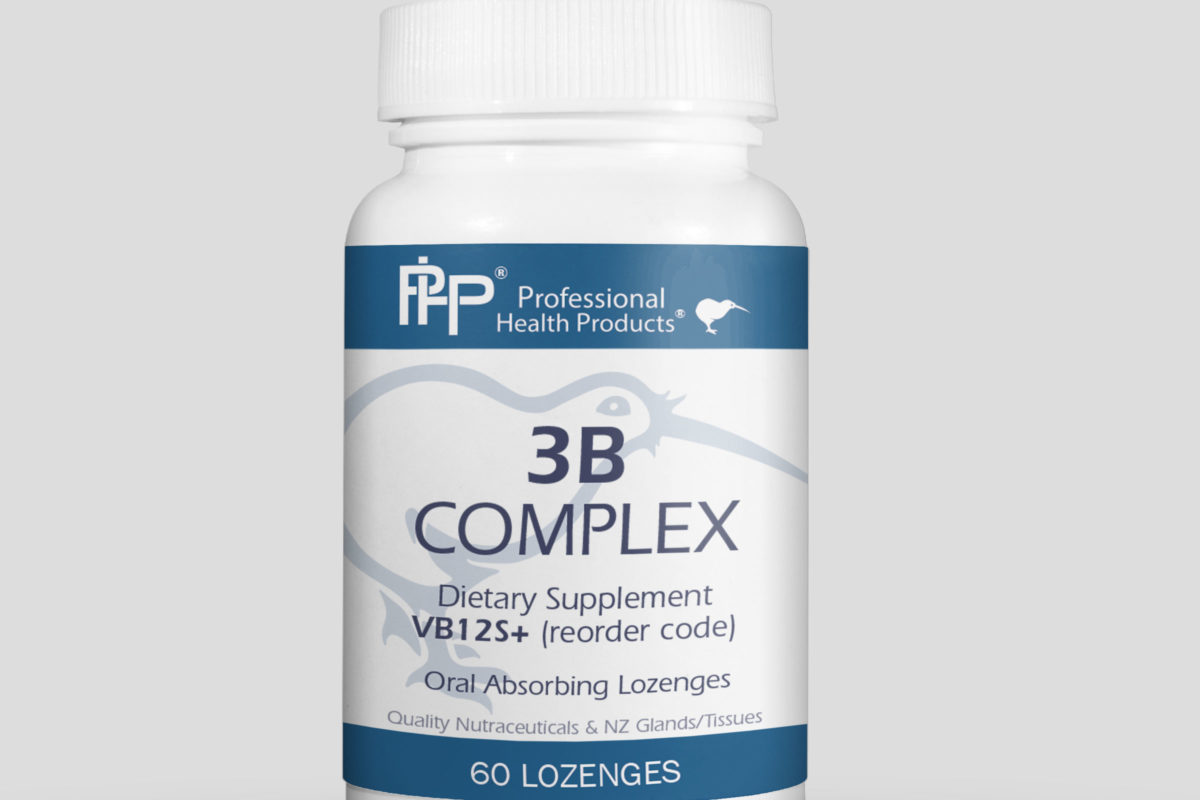 PHP®
Professional
Health Products®
3B
COMPLEX
Dietary Supplement
VB12S+ (reorder code)
Oral Absorbing Lozenges
Quality Nutraceuticals & NZ Glands/Tissues
60 LOZENGES